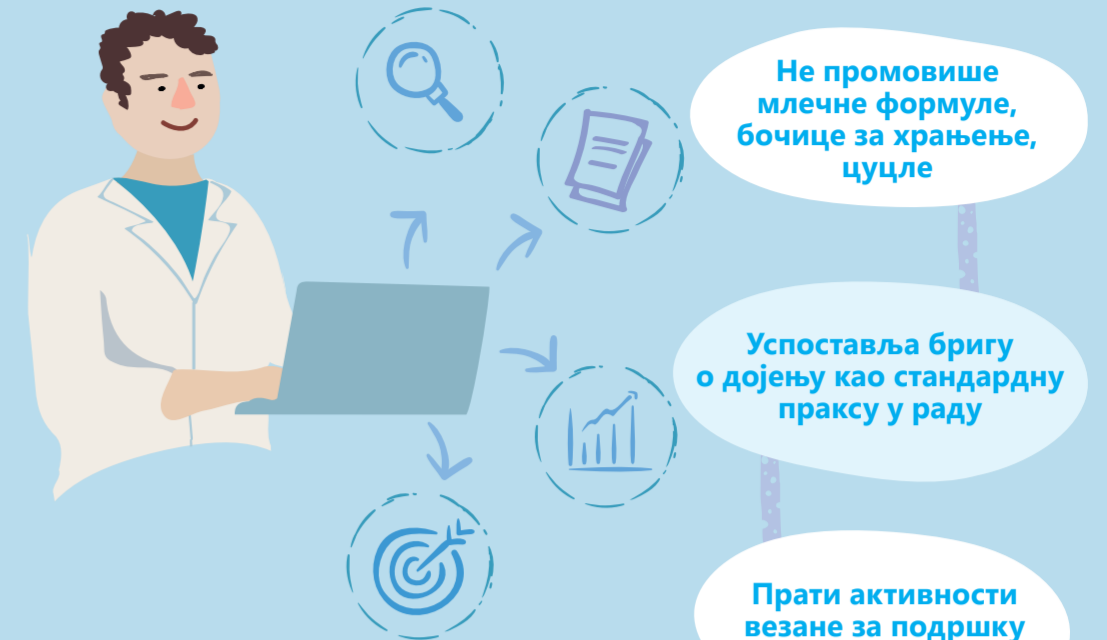 Не промовише
млечне формуле,
бочице за храњење,
цуцле
Успоставља бригу
о дојењу као стандардну
праксу у раду
Прати активности
везане за подршку